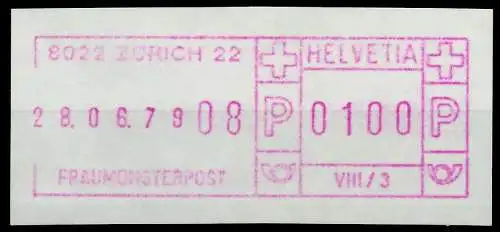 8022 ZÜRICH 22 HELVETIA
28.06.79 08 P 0100 P
FRAUMÜNSTERPOST VIII/3